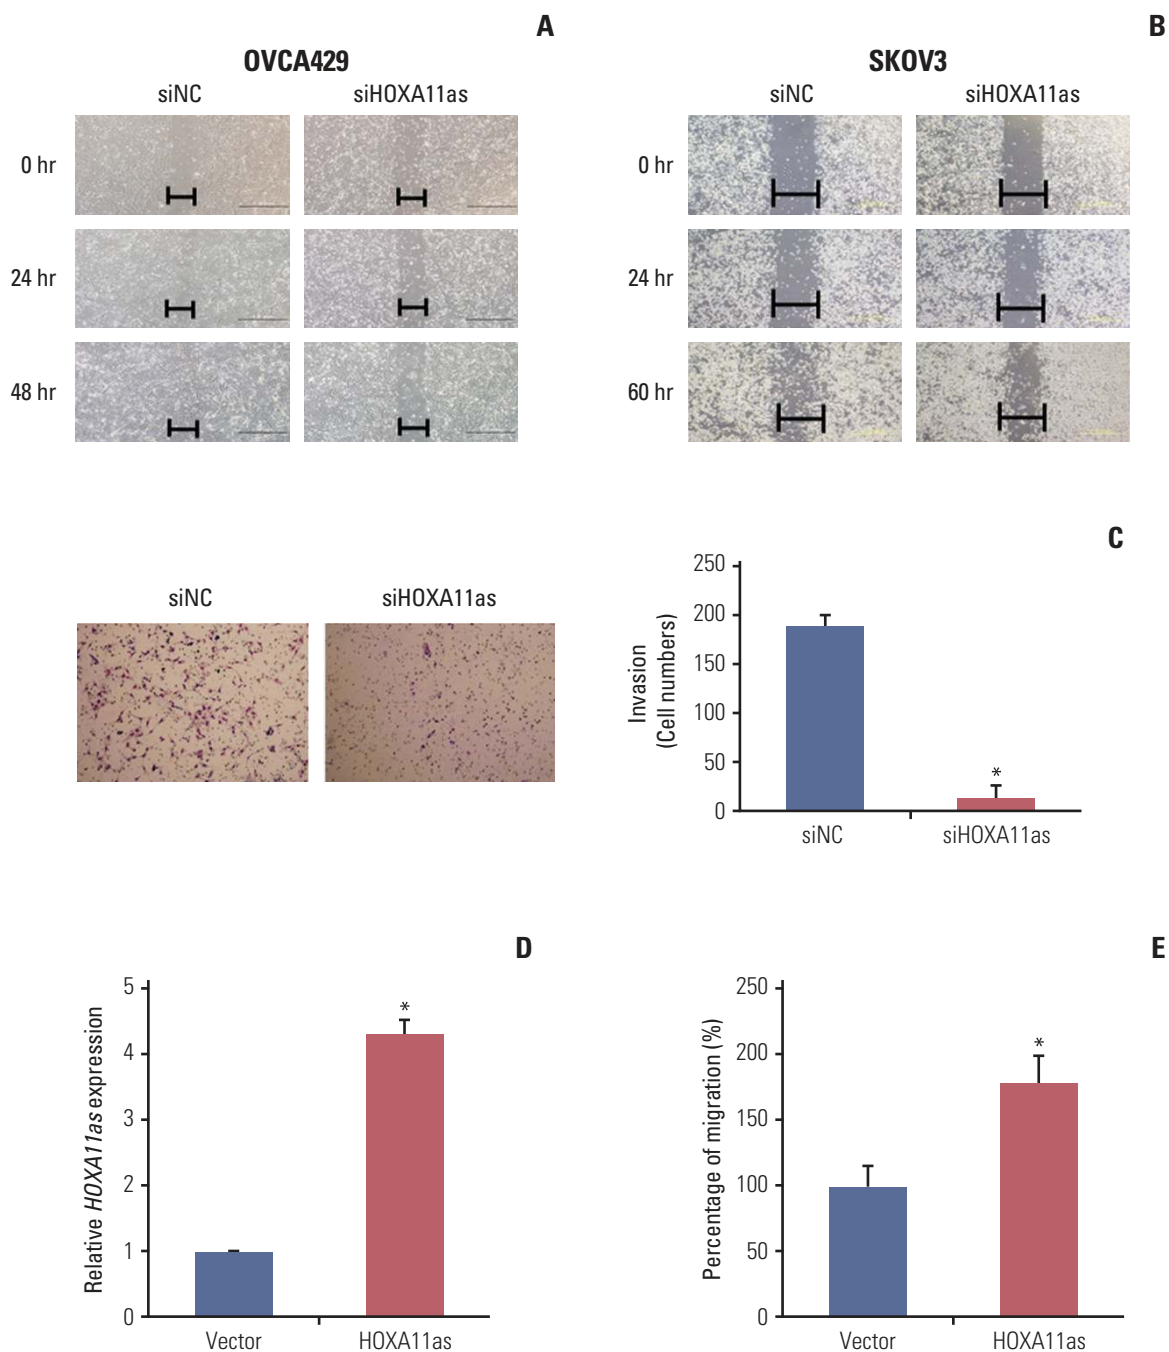 A
OVCA429
siNC siHOXA11as
0 hr
24 hr
48 hr
B
SKOV3
siNC siHOXA11as
0 hr
24 hr
60 hr
siNC siHOXA11as
C
Invasion
(Cell numbers)
250
200
150
100
50
0
*
siNC siHOXA11as
D
Relative HOXA11as expression
5
4
3
2
1
0
*
Vector HOXA11as
E
Percentage of migration (%)
250
200
150
100
50
0
*
Vector HOXA11as